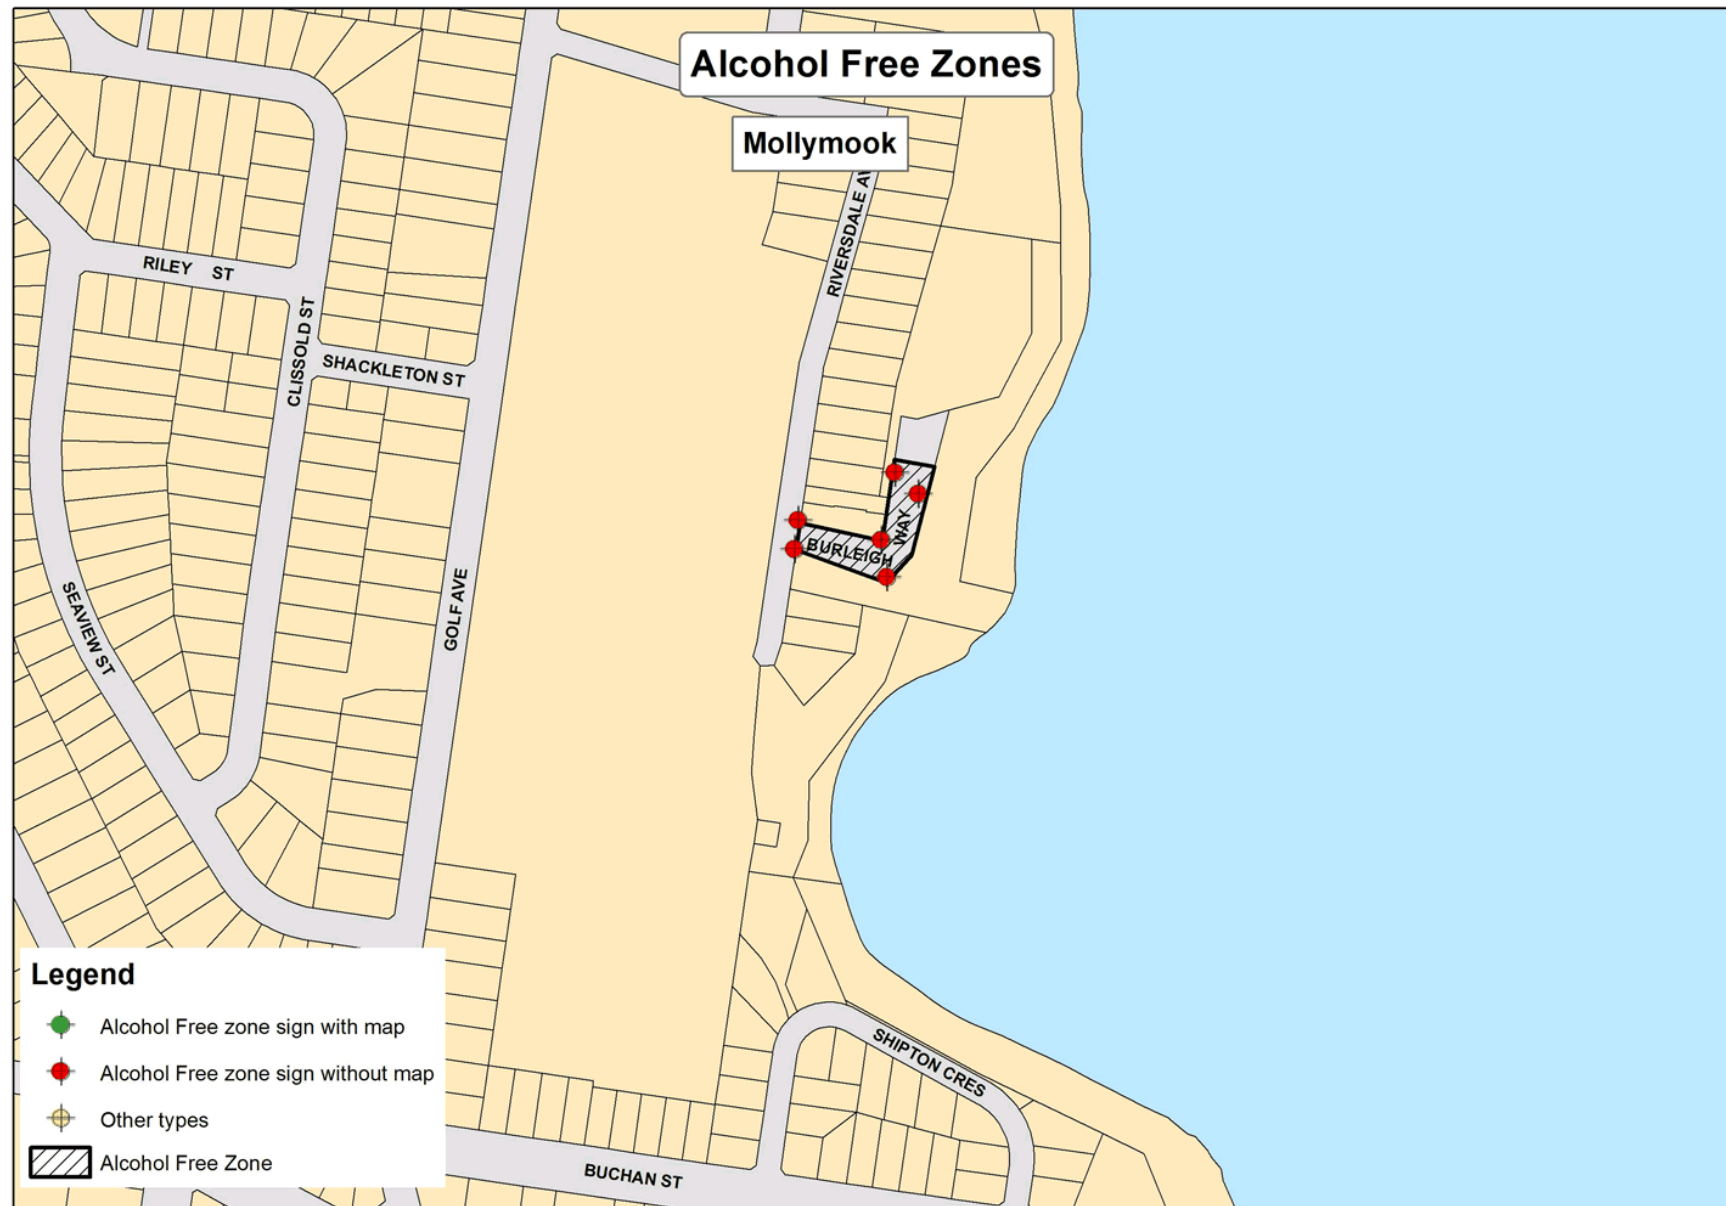 Alcohol Free Zones
Mollymook
RIVERSDALE AV
RILEY ST
CLISSOLD ST
SHACKLETON ST
BURLEIGH WAY
SEAVIEW ST
GOLF AVE
SHIPTON CRES
BUCHAN ST
Legend
Alcohol Free zone sign with map
Alcohol Free zone sign without map
Other types
Alcohol Free Zone